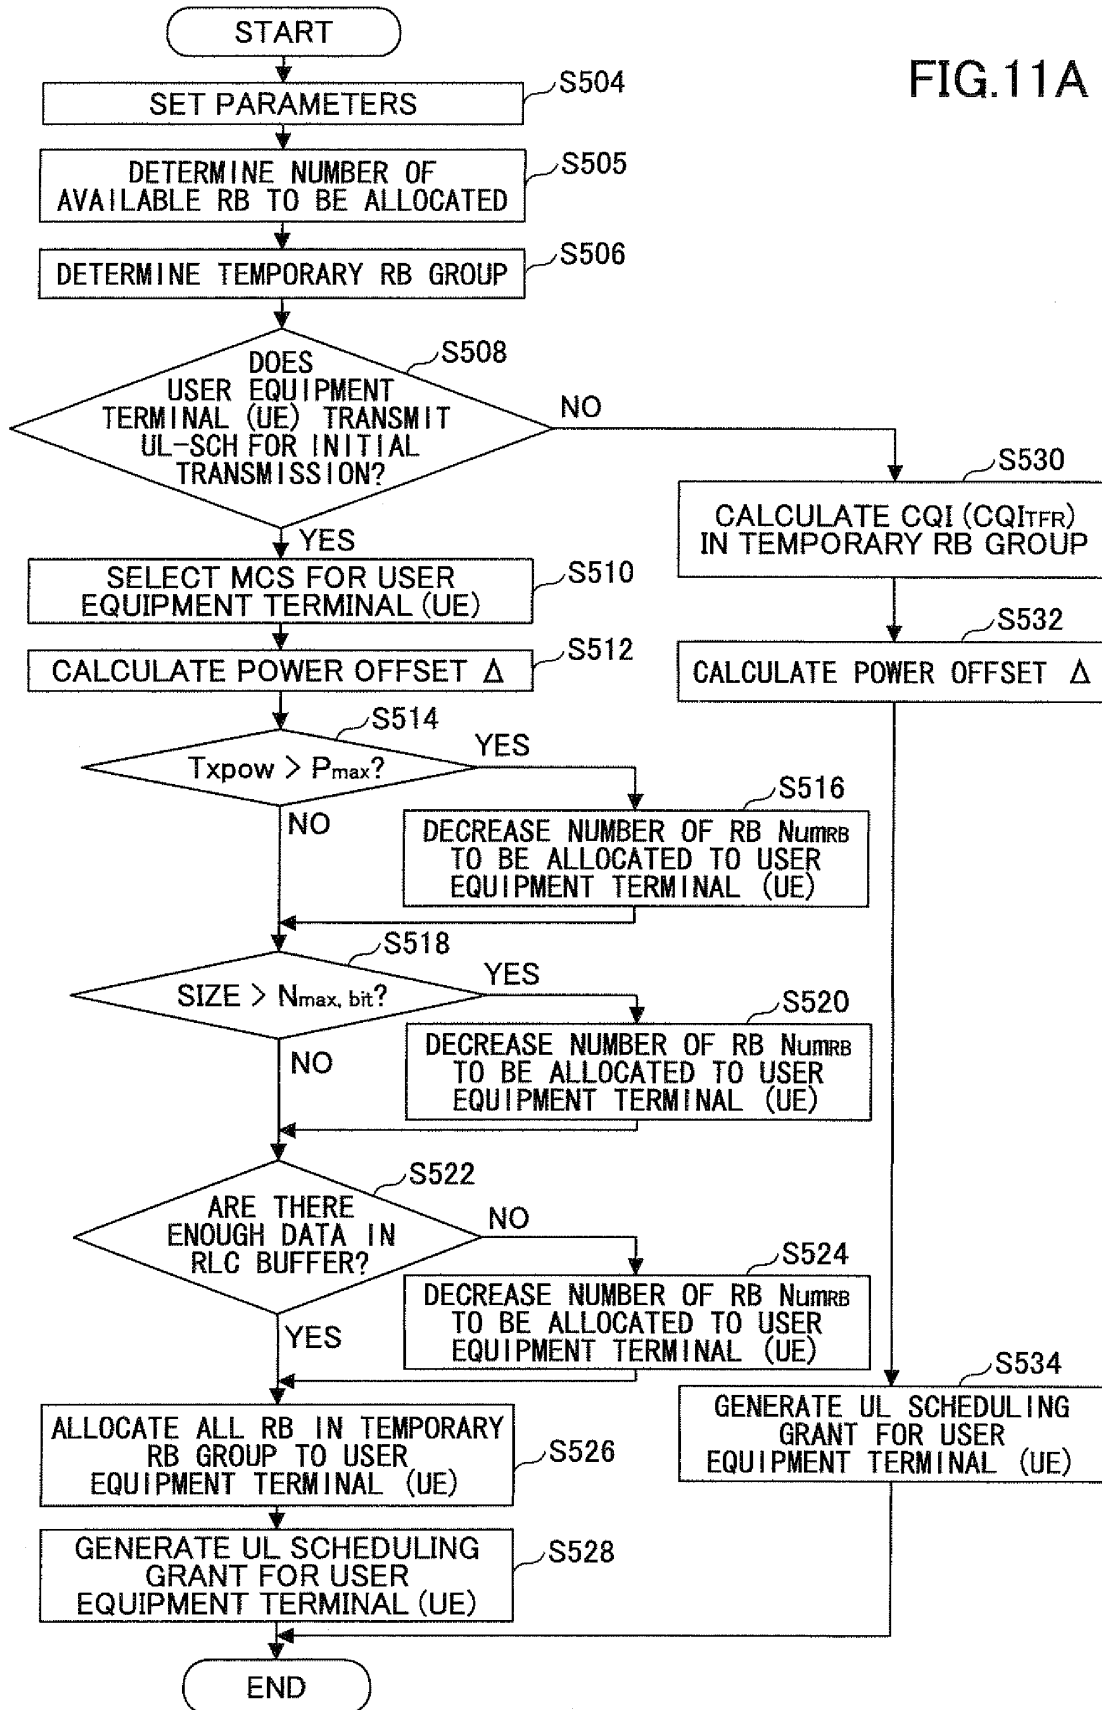 FIG.11A
START
S504
SET PARAMETERS
S505
DETERMINE NUMBER OF
AVAILABLE RB TO BE ALLOCATED
S506
DETERMINE TEMPORARY RB GROUP
S508
DOES
USER EQUIPMENT
TERMINAL (UE) TRANSMIT
UL-SCH FOR INITIAL
TRANSMISSION?
NO
YES
S530
CALCULATE CQI (CQITFR)
IN TEMPORARY RB GROUP
S510
SELECT MCS FOR USER
EQUIPMENT TERMINAL (UE)
S532
CALCULATE POWER OFFSET Δ
S512
CALCULATE POWER OFFSET Δ
S514
Txpow > Pmax?
YES
NO
S516
DECREASE NUMBER OF RB NumRB
TO BE ALLOCATED TO USER
EQUIPMENT TERMINAL (UE)
S518
SIZE > Nmax, bit?
YES
NO
S520
DECREASE NUMBER OF RB NumRB
TO BE ALLOCATED TO USER
EQUIPMENT TERMINAL (UE)
S522
ARE THERE
ENOUGH DATA IN
RLC BUFFER?
NO
YES
S524
DECREASE NUMBER OF RB NumRB
TO BE ALLOCATED TO USER
EQUIPMENT TERMINAL (UE)
S534
GENERATE UL SCHEDULING
GRANT FOR USER
EQUIPMENT TERMINAL (UE)
S526
ALLOCATE ALL RB IN TEMPORARY
RB GROUP TO USER
EQUIPMENT TERMINAL (UE)
S528
GENERATE UL SCHEDULING
GRANT FOR USER
EQUIPMENT TERMINAL (UE)
END